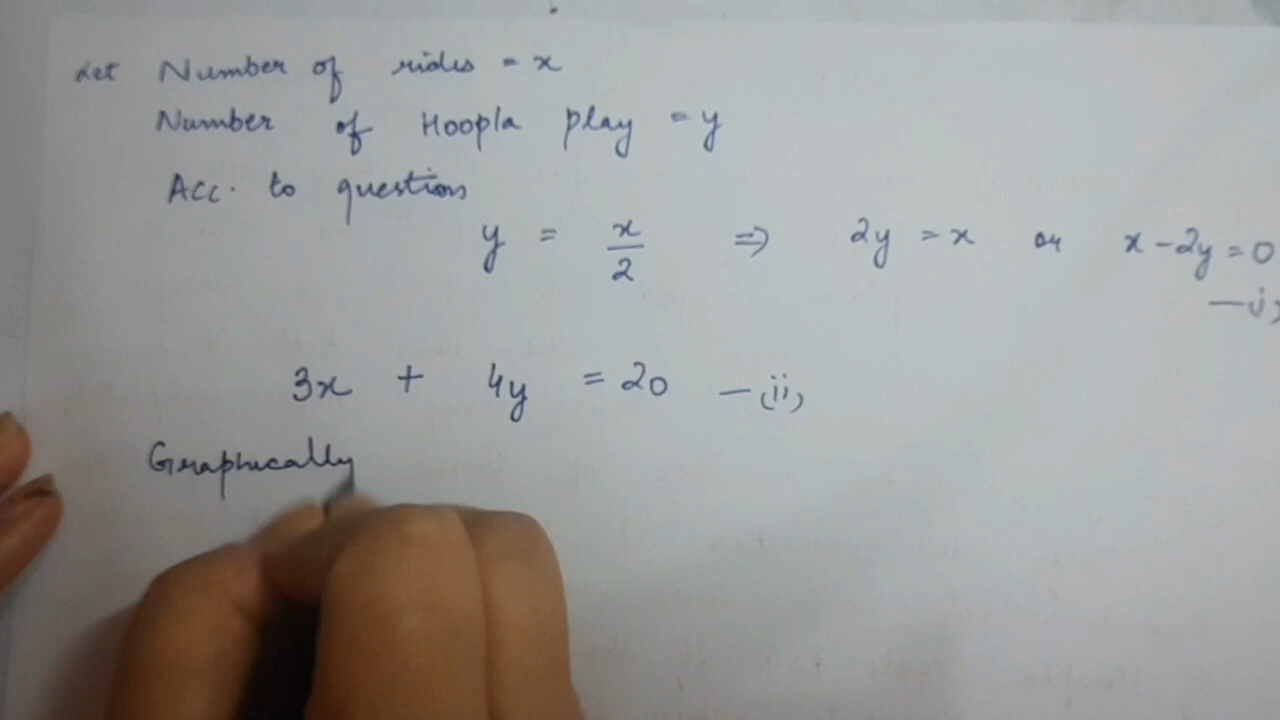 Let Number of rides = x
Number of Hoopla play = y
Acc. to questions
y = x/2 ⇒ 2y = x or x - 2y = 0
—(i)
3x + 4y = 20 —(ii)
Graphically